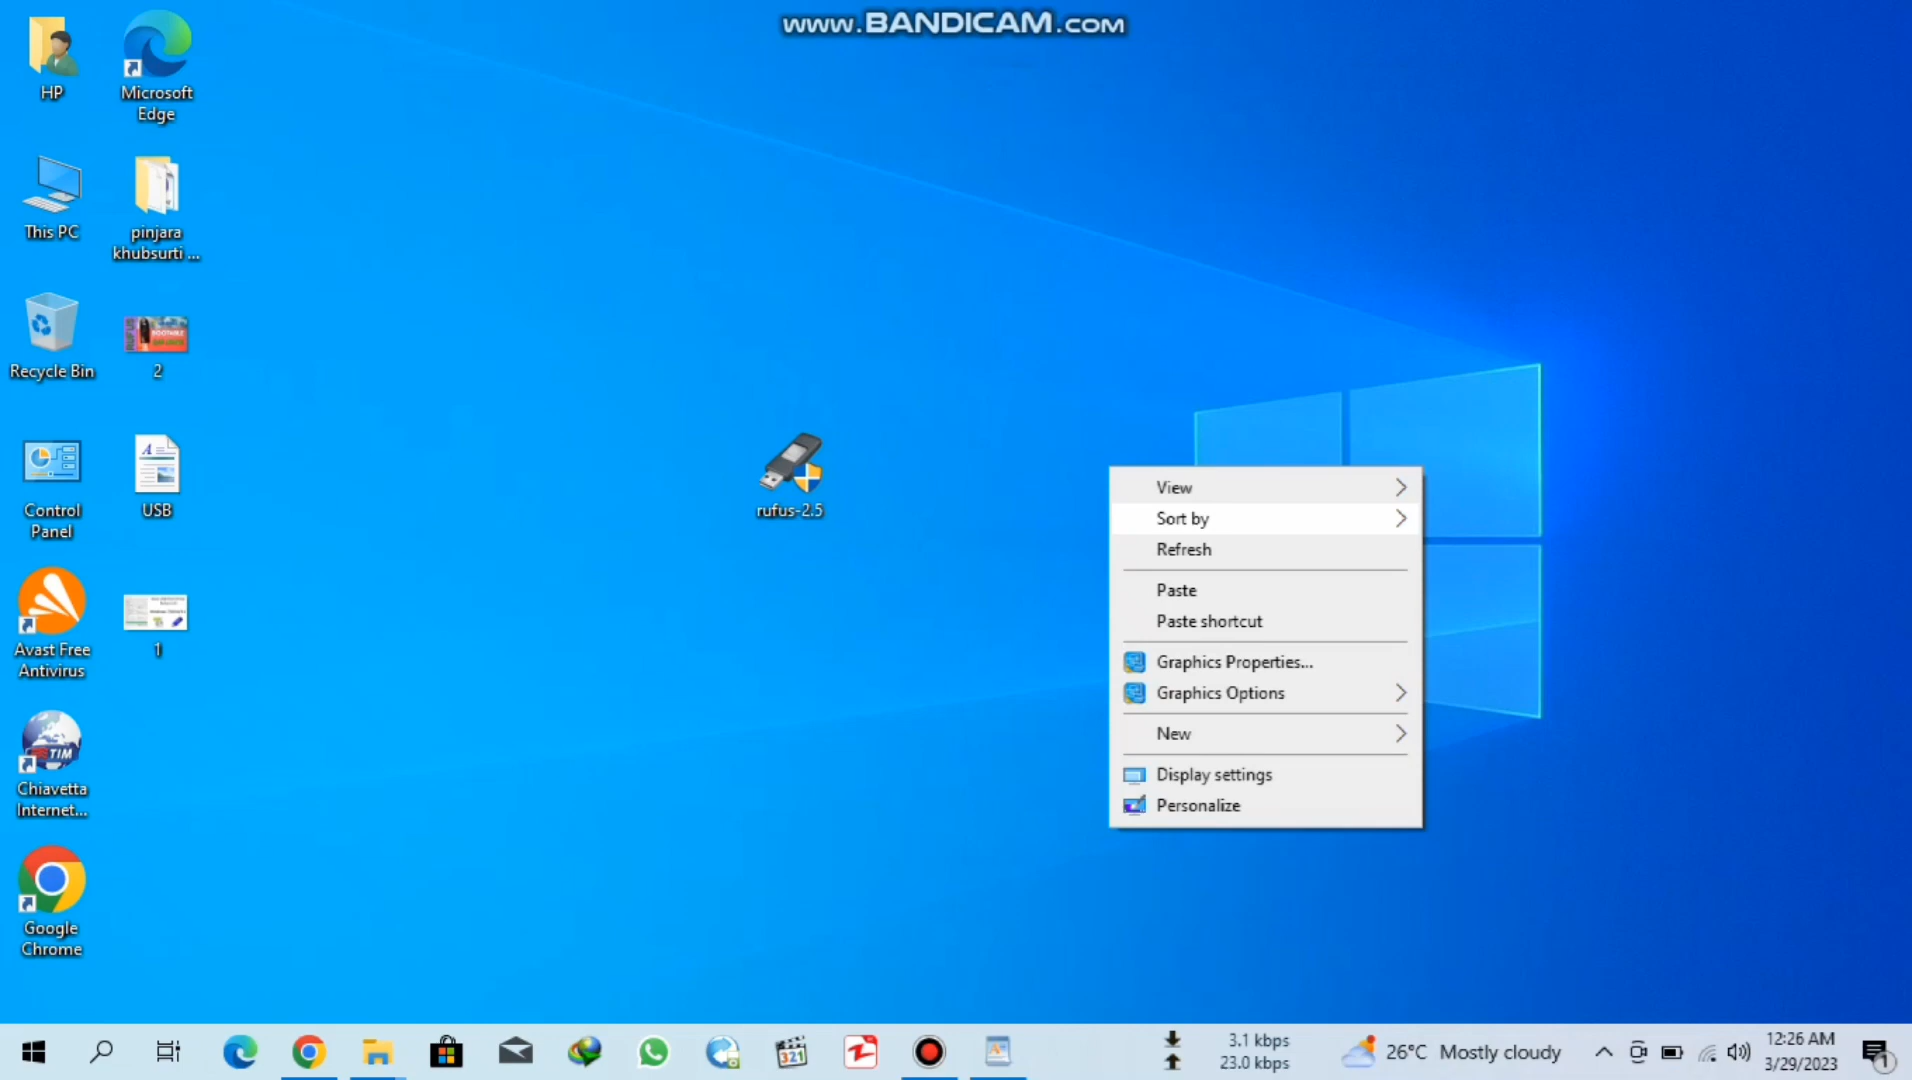 www.BANDICAM.com
HP
Microsoft
Edge
This PC
pinjara
khubsurti ...
Recycle Bin
2
Control
Panel
USB
rufus-2.5
Avast Free
Antivirus
1
TIM
Chiavetta
Internet...
Google
Chrome
View
Sort by
Refresh
Paste
Paste shortcut
Graphics Properties...
Graphics Options
New
Display settings
Personalize
321
3.1 kbps
23.0 kbps
26°C Mostly cloudy
12:26 AM
3/29/2023
1